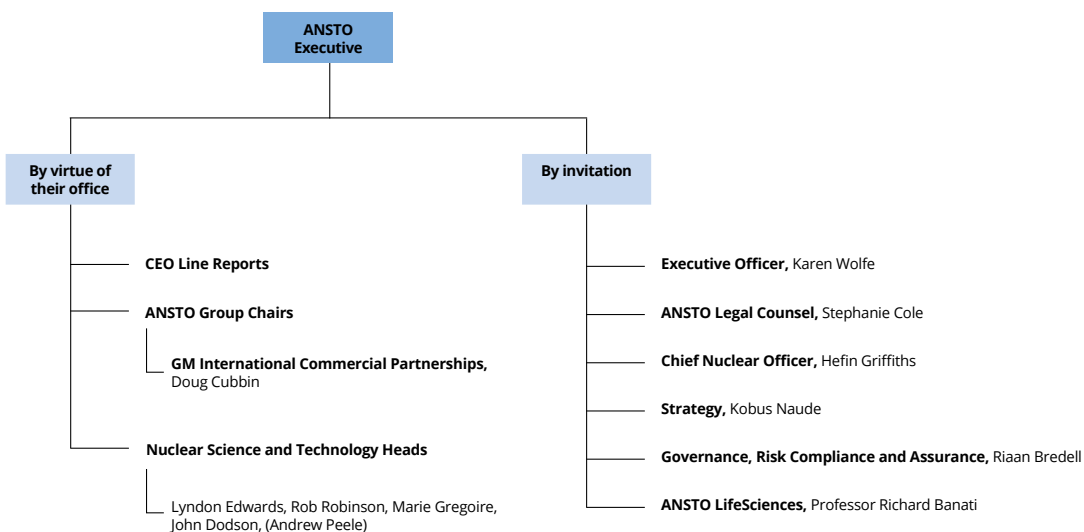 ANSTO
Executive
By virtue of
their office
CEO Line Reports
ANSTO Group Chairs
GM International Commercial Partnerships,
Doug Cubbin
Nuclear Science and Technology Heads
Lyndon Edwards, Rob Robinson, Marie Gregoire,
John Dodson, (Andrew Peele)
By invitation
Executive Officer, Karen Wolfe
ANSTO Legal Counsel, Stephanie Cole
Chief Nuclear Officer, Hefin Griffiths
Strategy, Kobus Naude
Governance, Risk Compliance and Assurance, Riaan Bredell
ANSTO LifeSciences, Professor Richard Banati